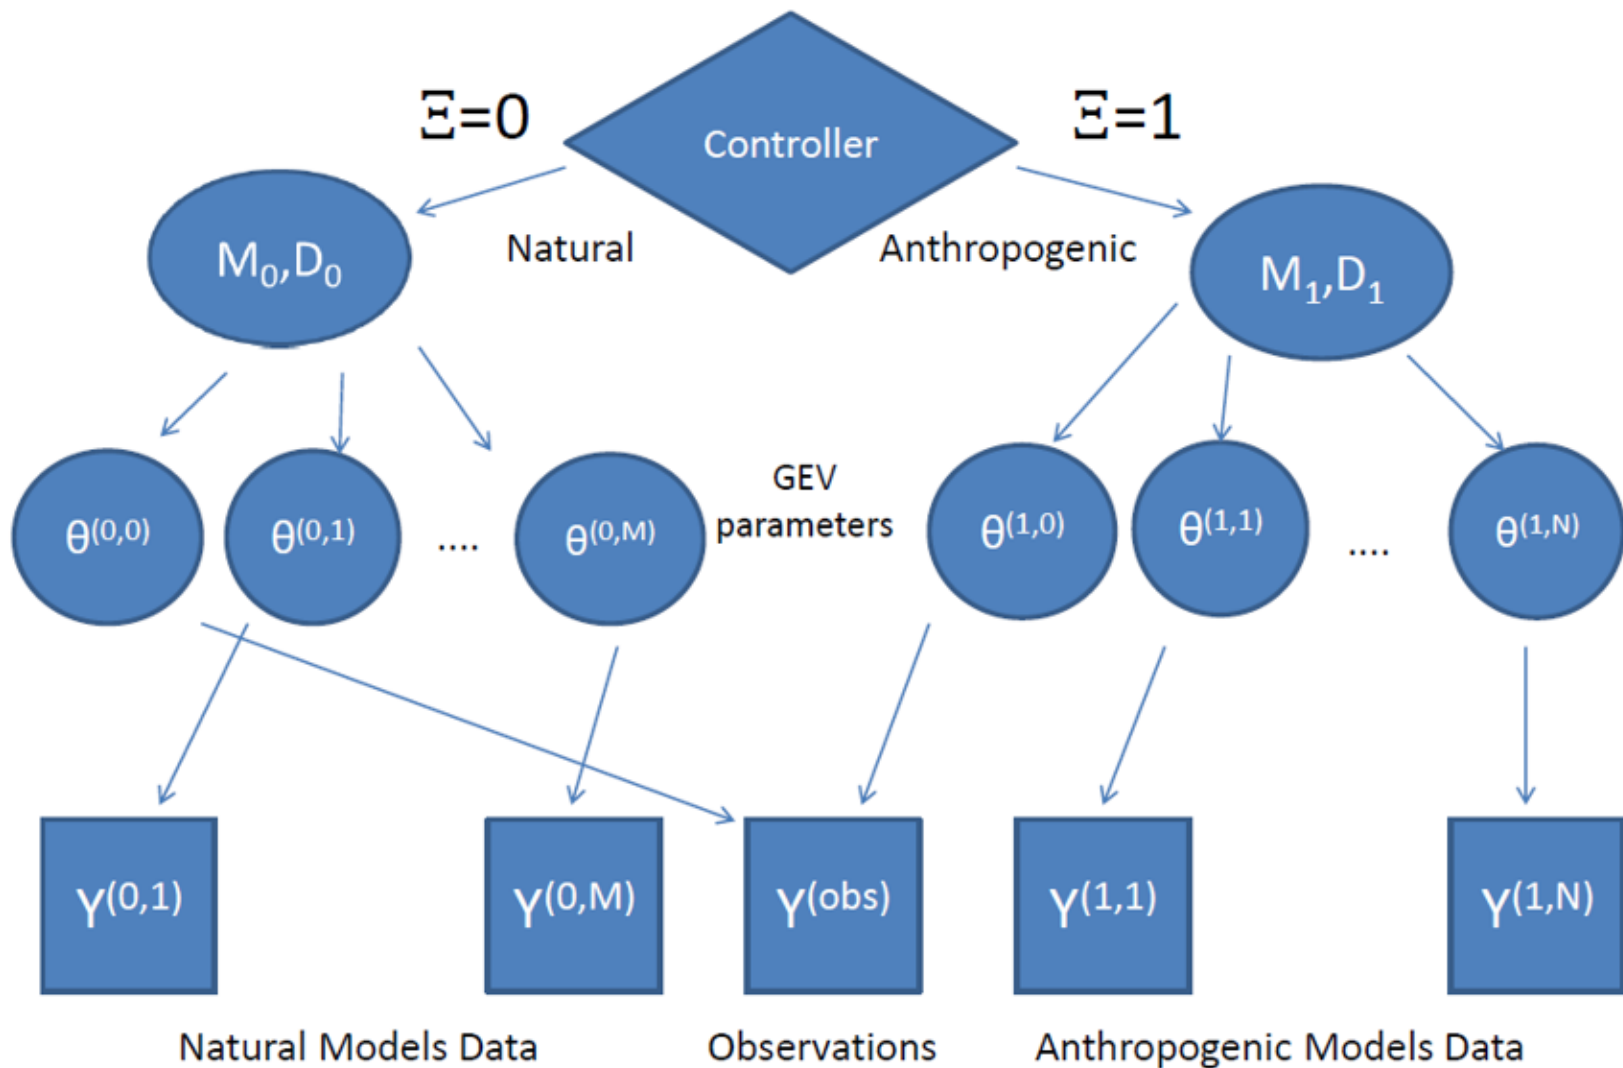 Ξ=0
Controller
Ξ=1
Natural
Anthropogenic
M₀,D₀
M₁,D₁
θ⁽⁰,⁰⁾
θ⁽⁰,¹⁾
....
θ⁽⁰,ᴹ⁾
GEV
parameters
θ⁽¹,⁰⁾
θ⁽¹,¹⁾
....
θ⁽¹,ᴺ⁾
Y⁽⁰,¹⁾
Y⁽⁰,ᴹ⁾
Y⁽ᵒᵇˢ⁾
Y⁽¹,¹⁾
Y⁽¹,ᴺ⁾
Natural Models Data
Observations
Anthropogenic Models Data